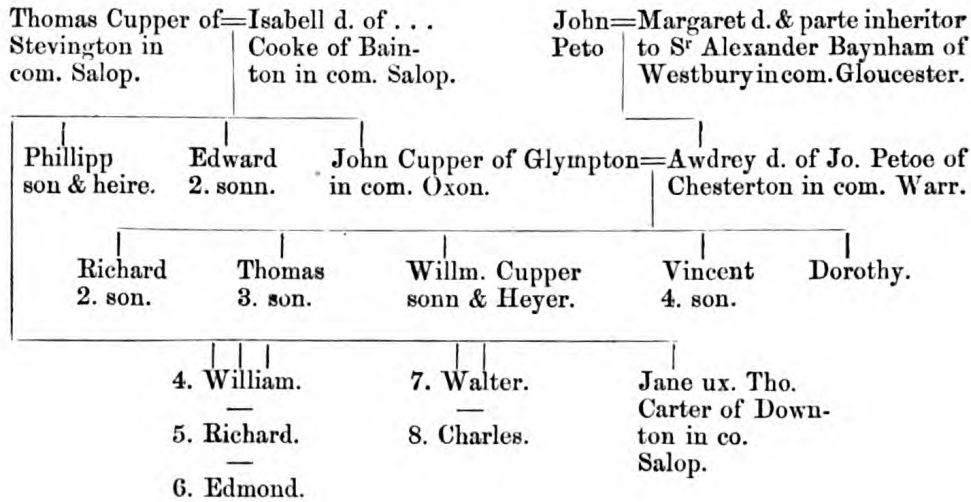 Thomas Cupper of=Isabell d. of . . .
Stevington in
com. Salop.
Cooke of Bain-
ton in com. Salop.
John=Margaret d. & parte inheritor
Peto
to Sʳ Alexander Baynham of
Westbury in com. Gloucester.
Phillipp
son & heire.
Edward
2. sonn.
John Cupper of Glympton=Awdrey d. of Jo. Petoe of
in com. Oxon.
Chesterton in com. Warr.
Richard
2. son.
Thomas
3. son.
Willm. Cupper
sonn & Heyer.
Vincent
4. son.
Dorothy.
4. William.
5. Richard.
6. Edmond.
7. Walter.
8. Charles.
Jane ux. Tho.
Carter of Down-
ton in co.
Salop.